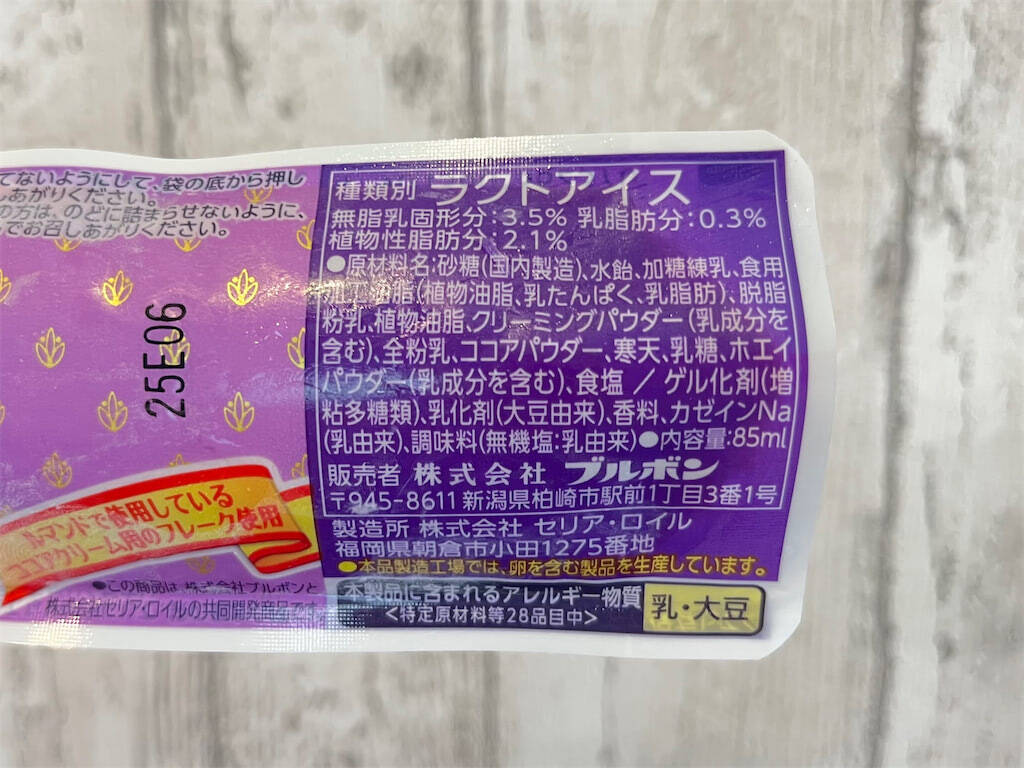 てないようにして、袋の底から押し
しあがりください。
の方は、のどに詰まらせないように、
でお召しあがりください。
25E06
ルマンドで使用している
ココアクリーム用のフレーク使用
●この商品は、株式会社ブルボンと
株式会社セリア・ロイルの共同開発商品です
種類別 ラクトアイス
無脂乳固形分:3.5% 乳脂肪分:0.3%
植物性脂肪分:2.1%
●原材料名:砂糖(国内製造)、水飴、加糖練乳、食用
加工油脂(植物油脂、乳たんぱく、乳脂肪)、脱脂
粉乳、植物油脂、クリーミングパウダー(乳成分を
含む)、全粉乳、ココアパウダー、寒天、乳糖、ホエイ
パウダー(乳成分を含む)、食塩 / ゲル化剤(増
粘多糖類)、乳化剤(大豆由来)、香料、カゼインNa
(乳由来)、調味料(無機塩:乳由来)●内容量:85ml
販売者 株式会社 ブルボン
〒945-8611 新潟県柏崎市駅前1丁目3番1号
製造所 株式会社 セリア・ロイル
福岡県朝倉市小田1275番地
●本品製造工場では、卵を含む製品を生産しています。
本製品に含まれるアレルギー物質
<特定原材料等28品目中>
乳・大豆